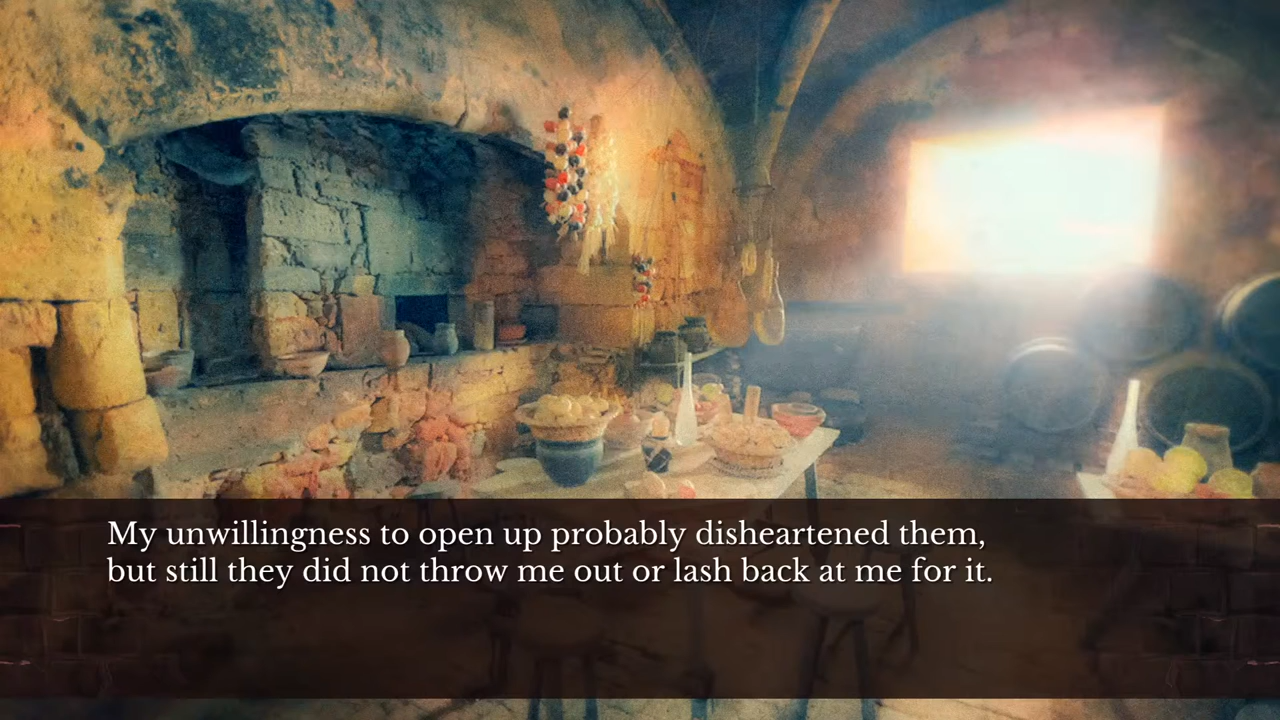 My unwillingness to open up probably disheartened them,
but still they did not throw me out or lash back at me for it.